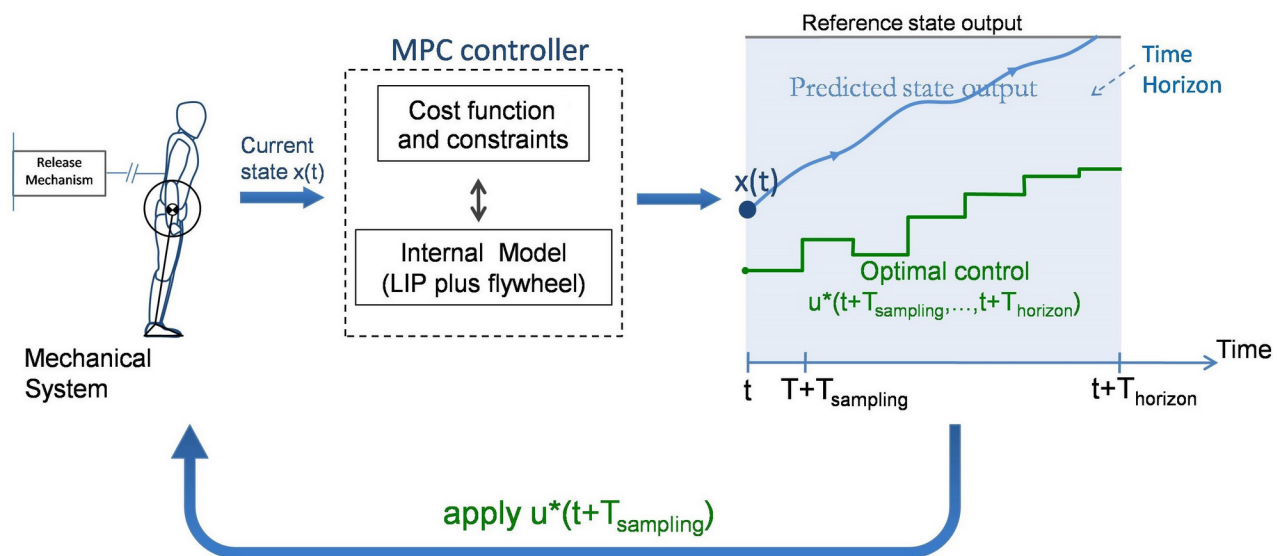 Reference state output
MPC controller
Time
Horizon
Predicted state output
Cost function
and constraints
Release
Mechanism
Current
state x(t)
x(t)
Internal Model
(LIP plus flywheel)
Optimal control
u*(t+Tsampling,...,t+Thorizon)
Time
Mechanical
System
t
T+Tsampling
t+Thorizon
apply u*(t+Tsampling)